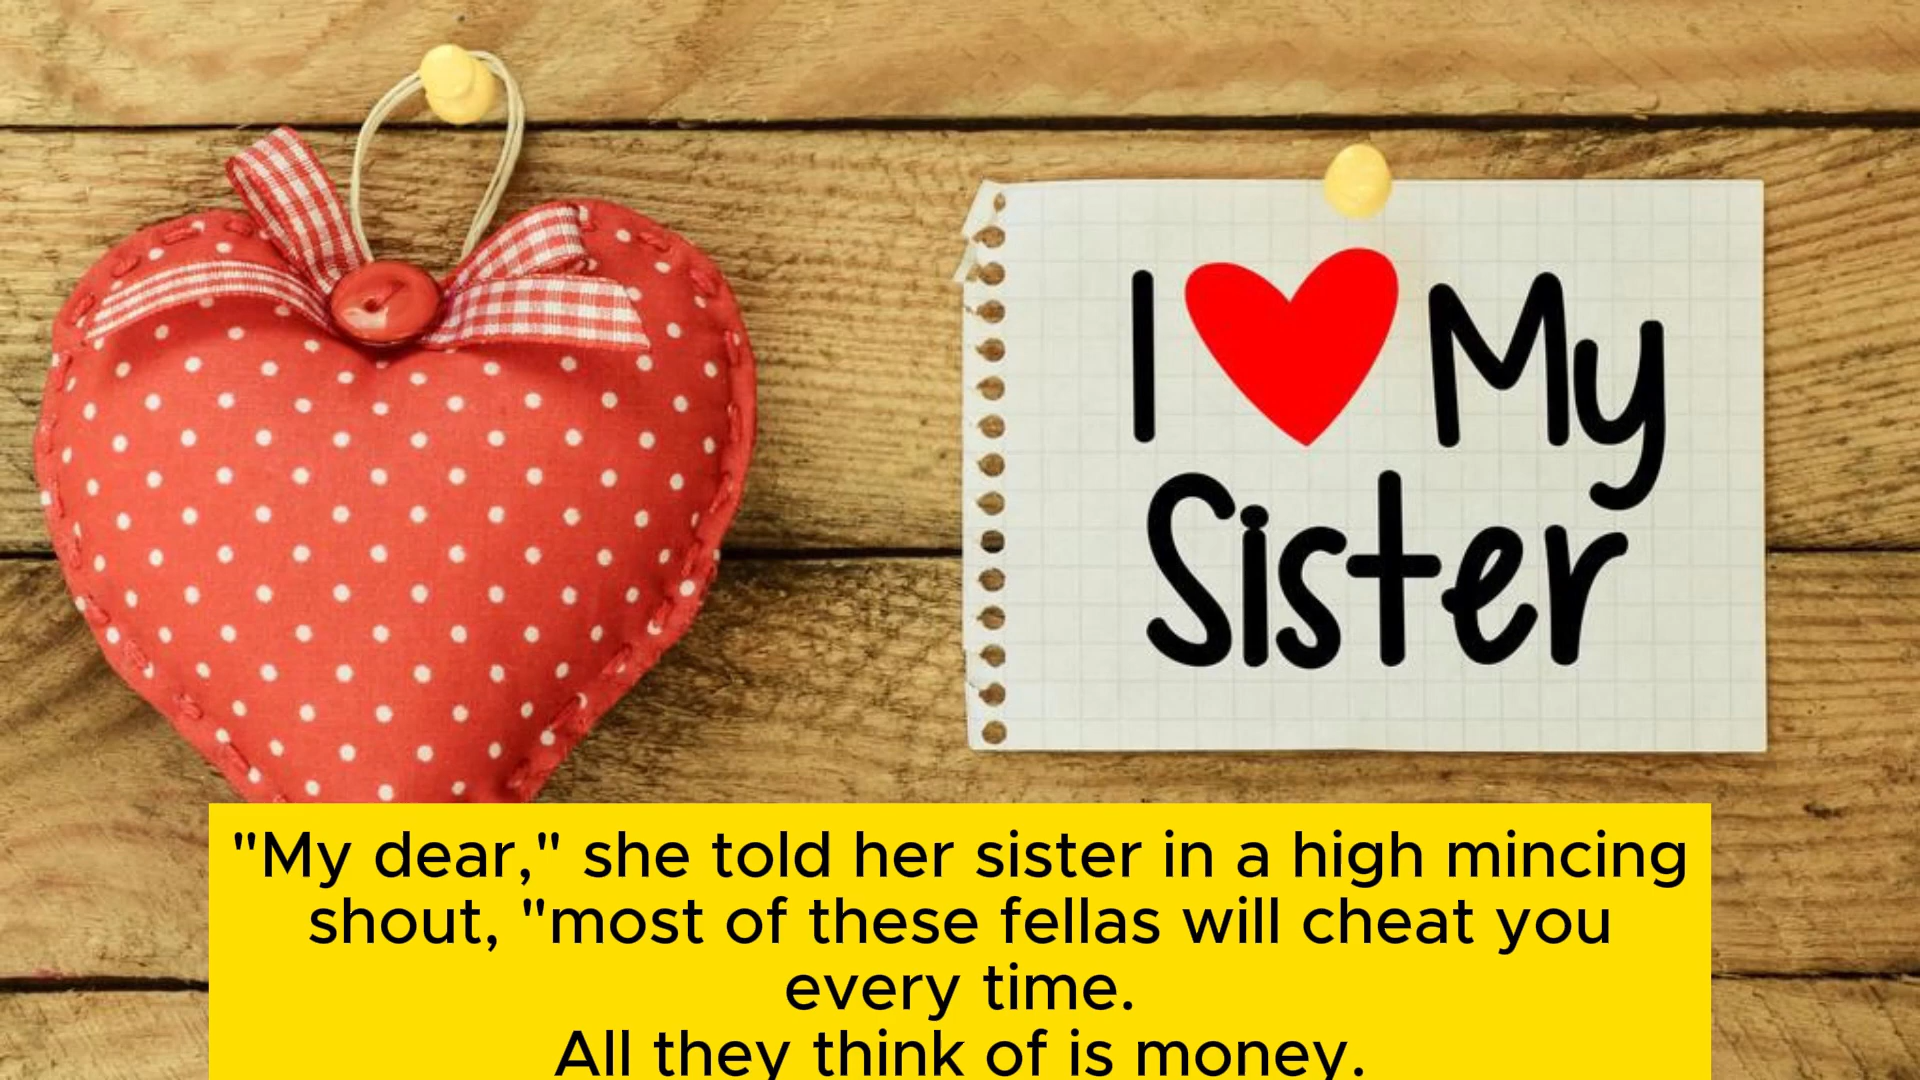 I ❤ My
Sister
"My dear," she told her sister in a high mincing
shout, "most of these fellas will cheat you
every time.
All they think of is money.